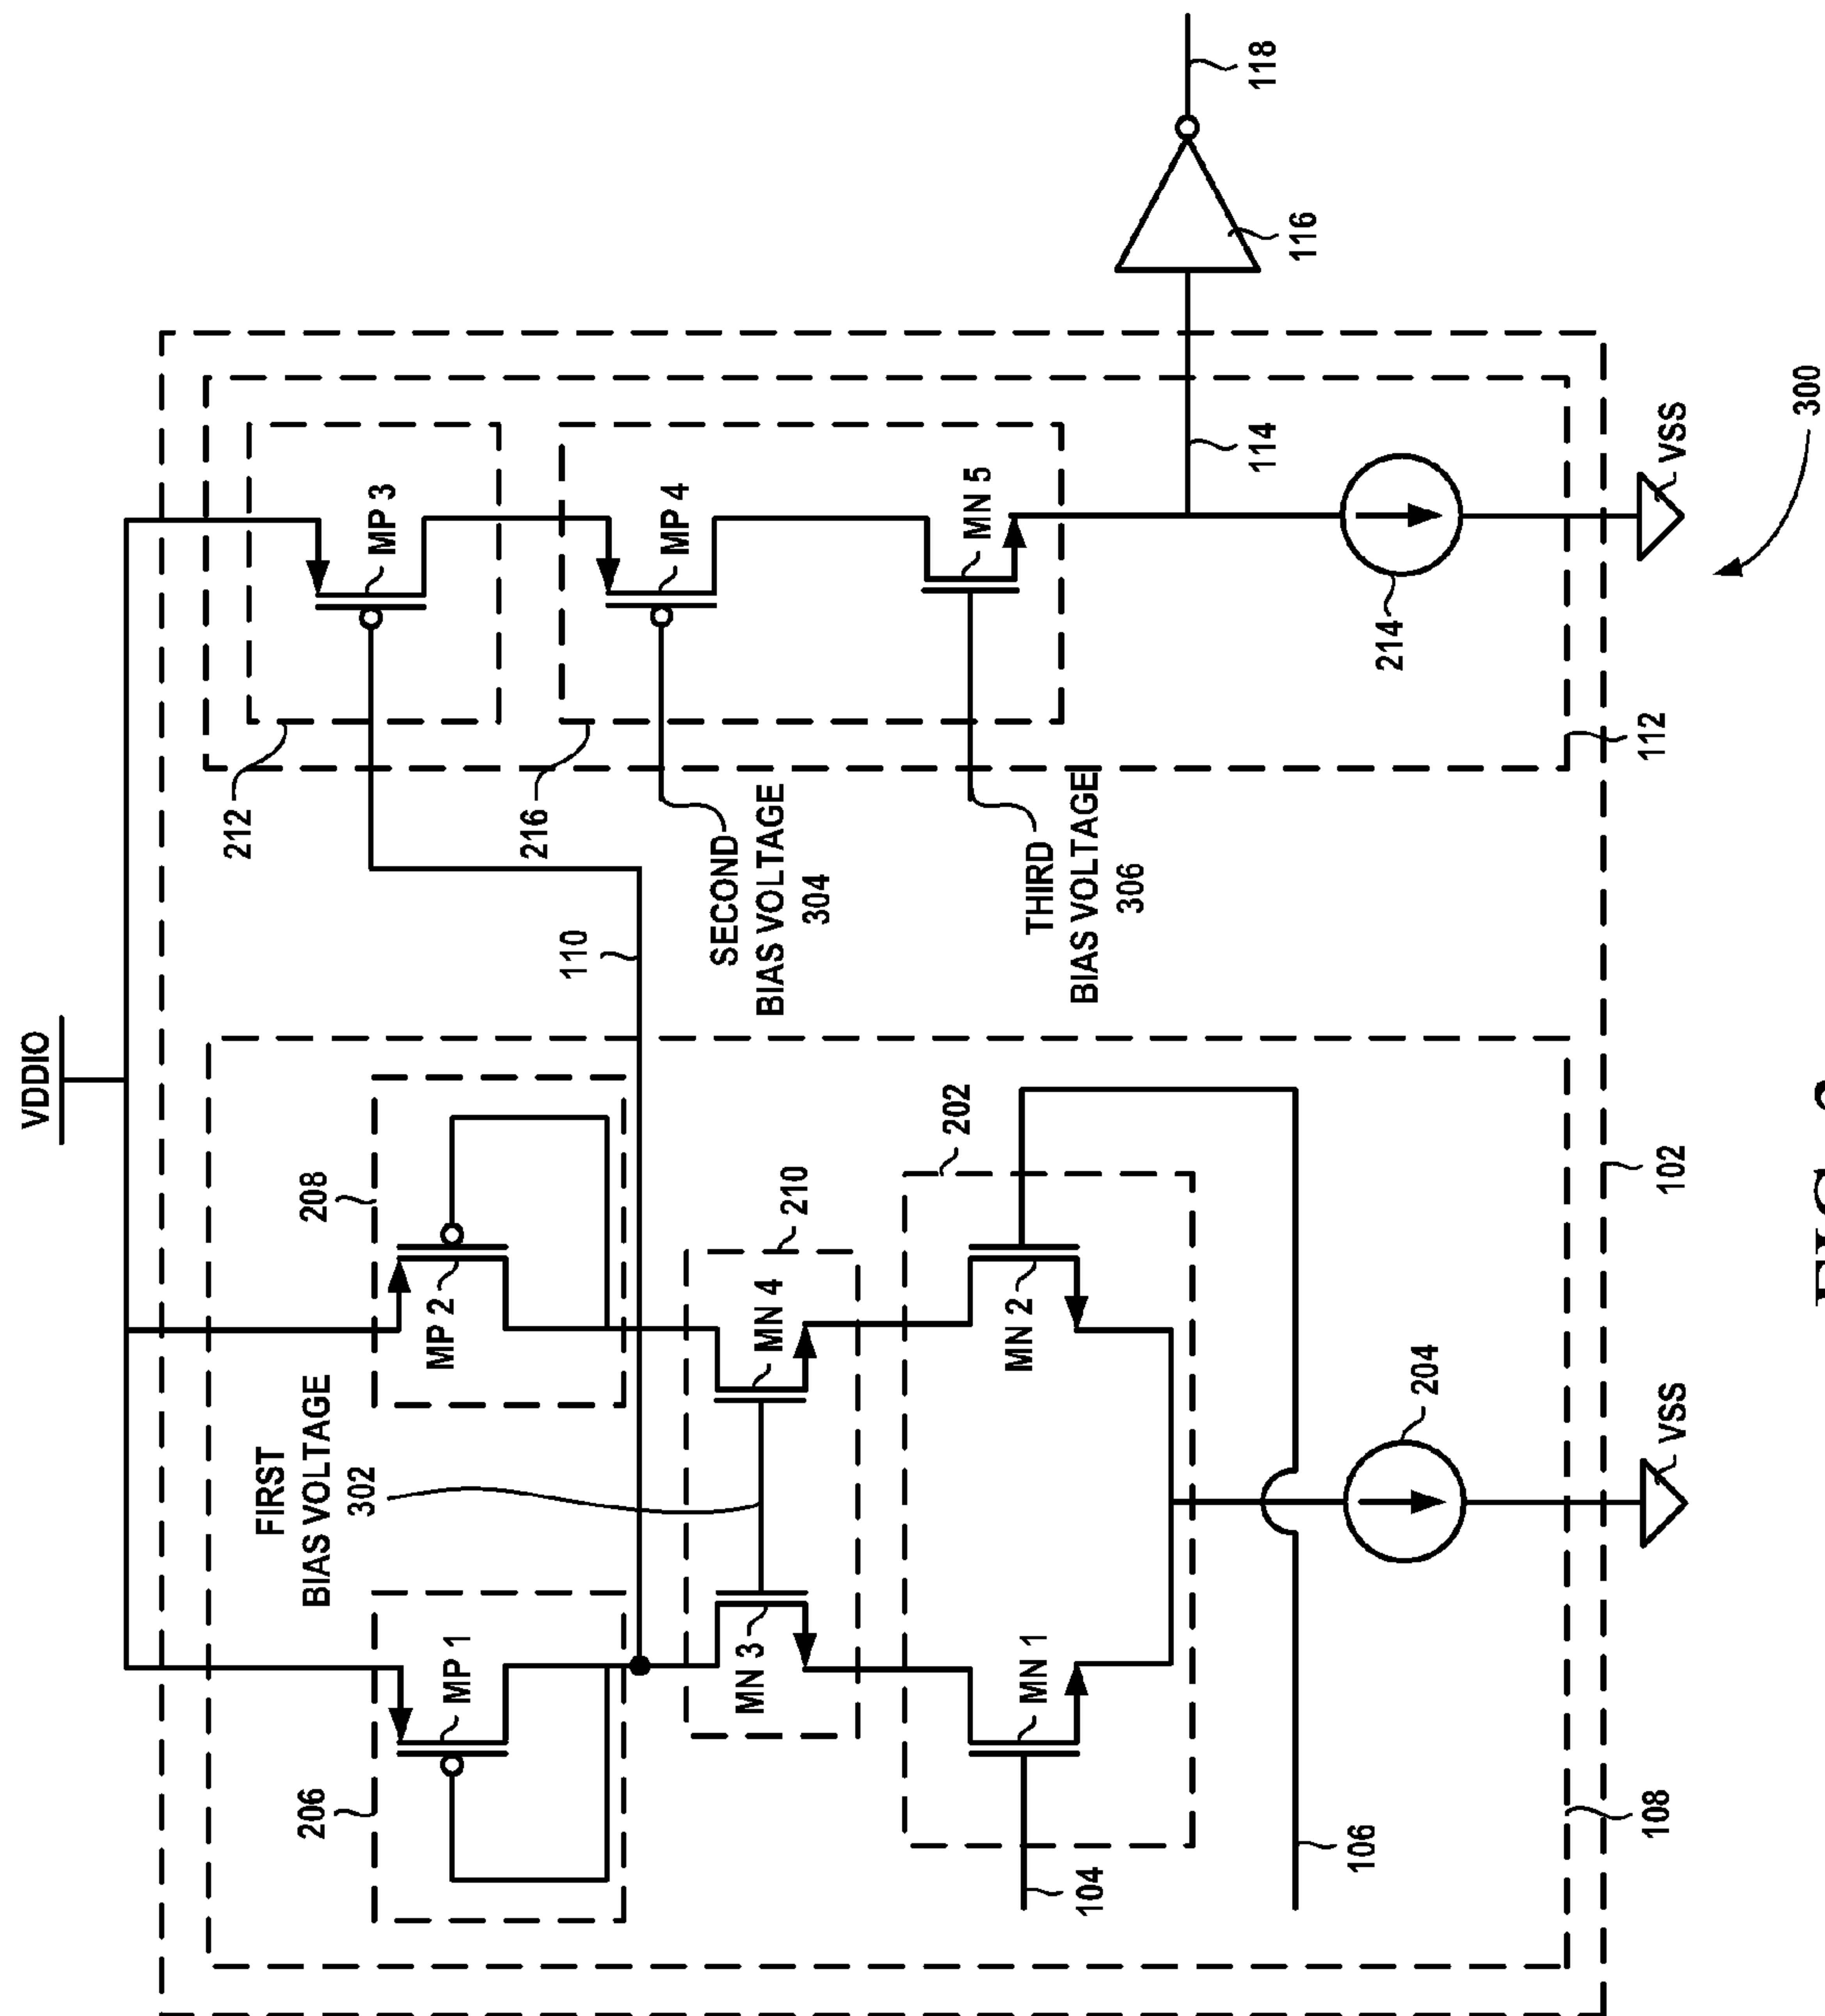 VDDIO
212
FIRST
BIAS VOLTAGE
302
206
208
MP 3
MP 2
MP 1
216
110
MP 4
SECOND
BIAS VOLTAGE
304
MN 3
MN 4
210
202
MN 5
MN 2
MN 1
THIRD
BIAS VOLTAGE
306
104
114
118
116
106
214
204
108
VSS
102
112
VSS
300